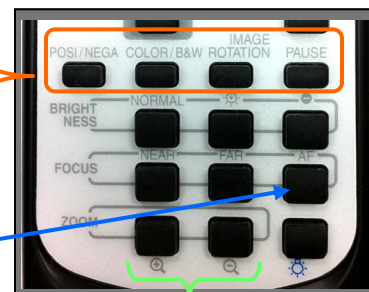 IMAGE
POSI/NEGA COLOR/B&W ROTATION PAUSE
NORMAL
BRIGHT
NESS
NEAR FAR AF
FOCUS
ZOOM